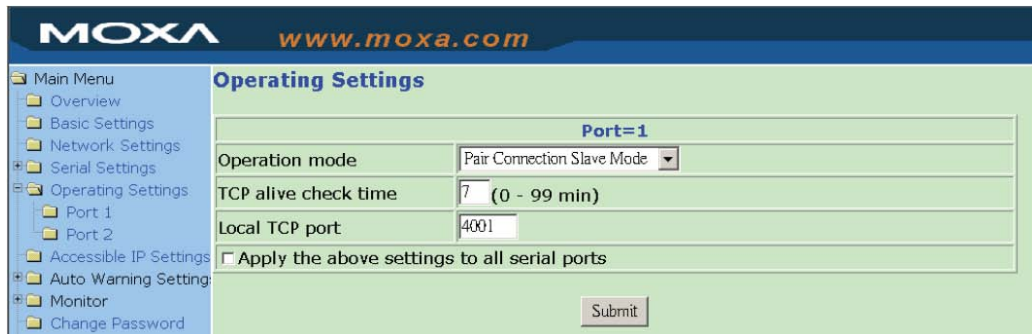 MOXA www.moxa.com
Main Menu
Overview
Basic Settings
Network Settings
Serial Settings
Operating Settings
Port 1
Port 2
Accessible IP Settings
Auto Warning Setting
Monitor
Change Password
Operating Settings
Port=1
Operation mode Pair Connection Slave Mode
TCP alive check time 7 (0 - 99 min)
Local TCP port 4001
Apply the above settings to all serial ports
Submit